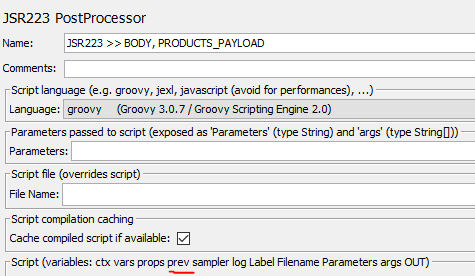 JSR223 PostProcessor
Name: JSR223 >> BODY, PRODUCTS_PAYLOAD
Comments:
Script language (e.g. groovy, jexl, javascript (avoid for performances), ...)
Language: groovy (Groovy 3.0.7 / Groovy Scripting Engine 2.0)
Parameters passed to script (exposed as 'Parameters' (type String) and 'args' (type String[]))
Parameters:
Script file (overrides script)
File Name:
Script compilation caching
Cache compiled script if available:
Script (variables: ctx vars props prev sampler log Label Filename Parameters args OUT)